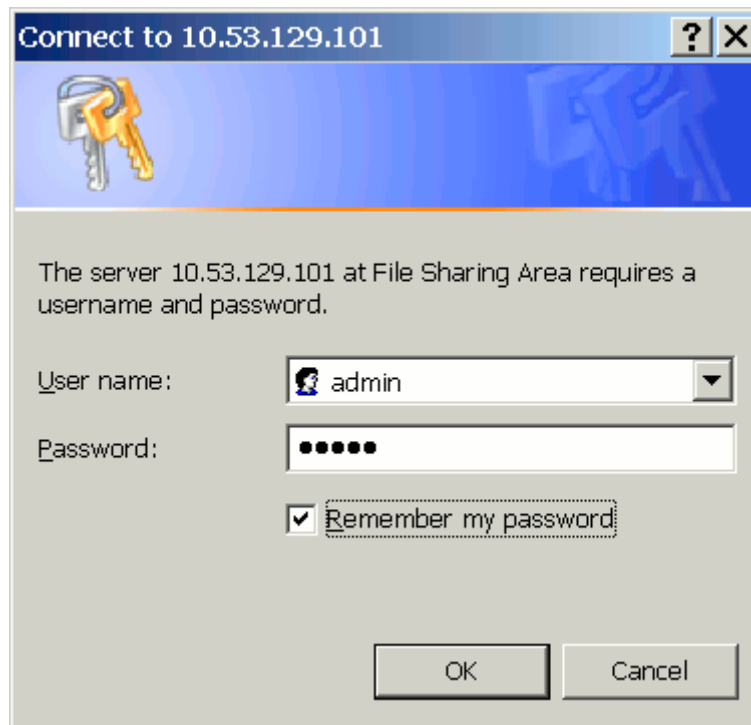 Connect to 10.53.129.101
The server 10.53.129.101 at File Sharing Area requires a
username and password.
User name:
admin
Password:
●●●●●
Remember my password
OK
Cancel